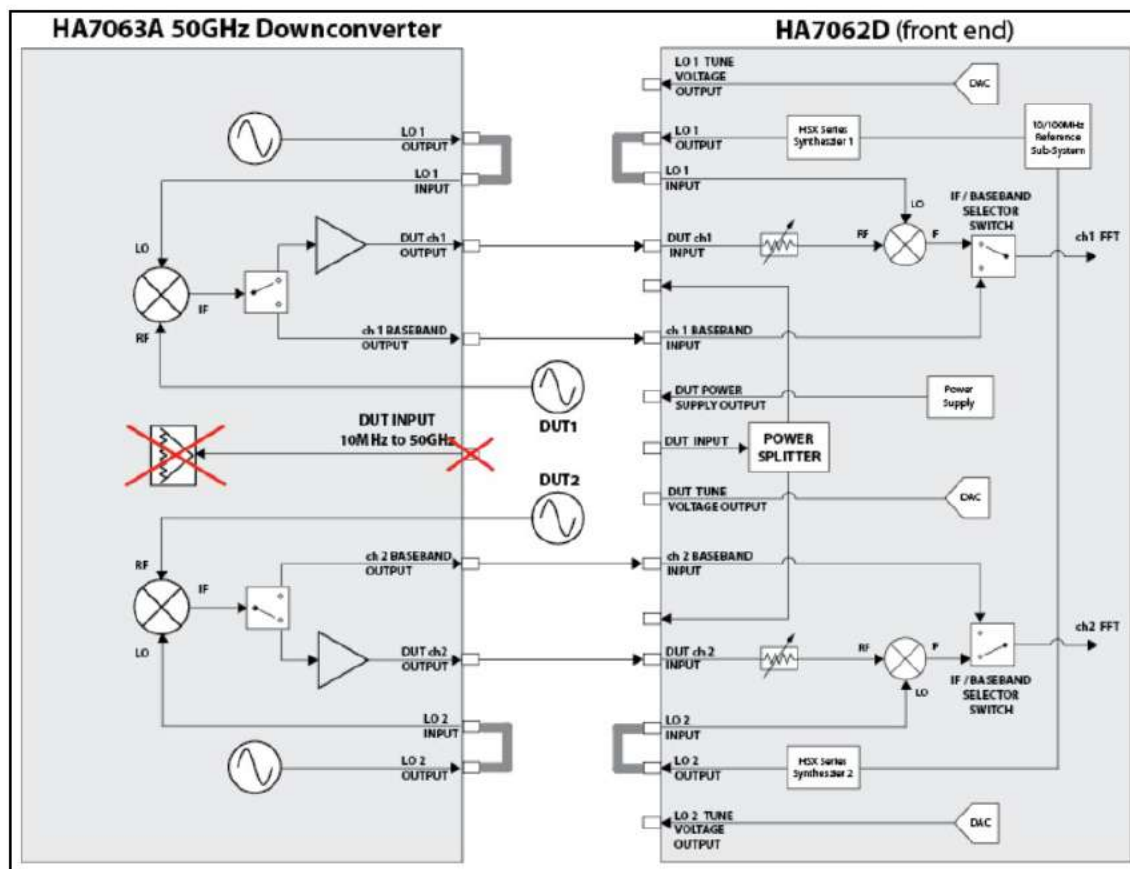 HA7063A 50GHz Downconverter
LO 1
OUTPUT
LO 1
INPUT
LO
DUT ch1
OUTPUT
IF
RF
ch 1 BASEBAND
OUTPUT
DUT INPUT
10MHz to 50GHz
DUT1
DUT2
RF
ch 2 BASEBAND
OUTPUT
IF
LO
DUT ch2
OUTPUT
LO 2
INPUT
LO 2
OUTPUT
HA7062D (front end)
LO 1 TUNE
VOLTAGE
OUTPUT
DAC
LO 1
OUTPUT
HSX Series
Synthesizer 1
10/100MHz
Reference
Sub-System
LO 1
INPUT
LO
IF / BASEBAND
SELECTOR
SWITCH
DUT ch1
INPUT
RF
IF
ch1 FFT
ch 1 BASEBAND
INPUT
DUT POWER
SUPPLY OUTPUT
Power
Supply
DUT INPUT
POWER
SPLITTER
DUT TUNE
VOLTAGE OUTPUT
DAC
ch 2 BASEBAND
INPUT
DUT ch2
INPUT
RF
IF
ch2 FFT
LO
IF / BASEBAND
SELECTOR
SWITCH
LO 2
INPUT
LO 2
OUTPUT
HSX Series
Synthesizer 2
LO 2 TUNE
VOLTAGE
OUTPUT
DAC